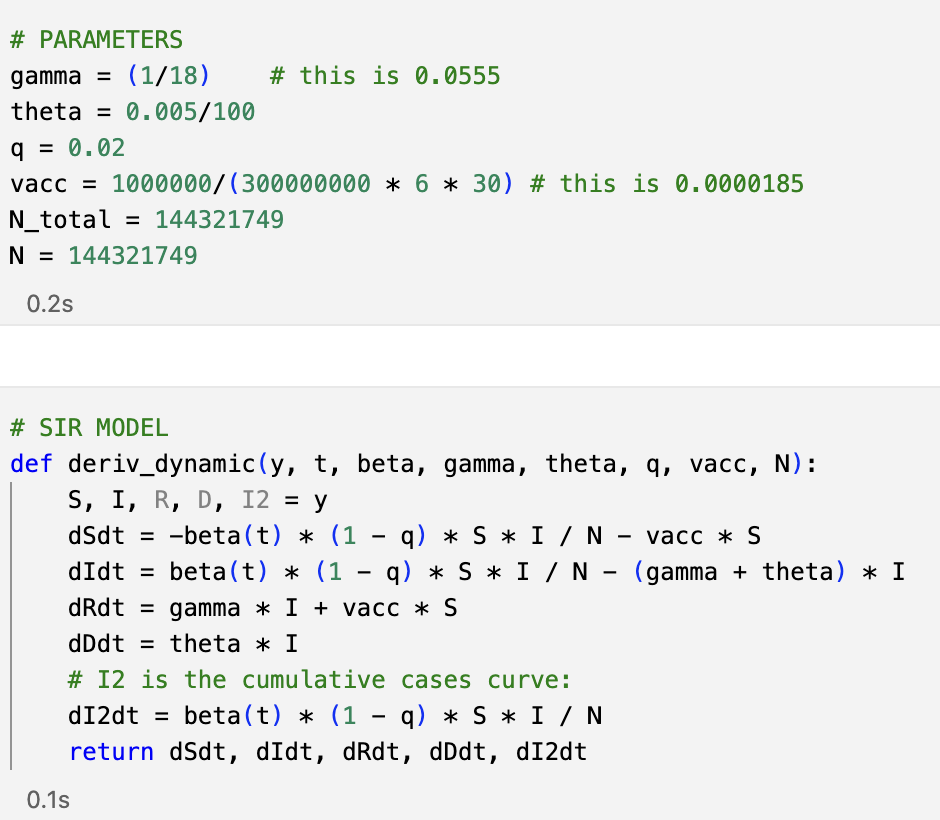 # PARAMETERS
gamma = (1/18)    # this is 0.0555
theta = 0.005/100
q = 0.02
vacc = 1000000/(300000000 * 6 * 30) # this is 0.0000185
N_total = 144321749
N = 144321749
0.2s
# SIR MODEL
def deriv_dynamic(y, t, beta, gamma, theta, q, vacc, N):
    S, I, R, D, I2 = y
    dSdt = -beta(t) * (1 - q) * S * I / N - vacc * S
    dIdt = beta(t) * (1 - q) * S * I / N - (gamma + theta) * I
    dRdt = gamma * I + vacc * S
    dDdt = theta * I
    # I2 is the cumulative cases curve:
    dI2dt = beta(t) * (1 - q) * S * I / N
    return dSdt, dIdt, dRdt, dDdt, dI2dt
0.1s